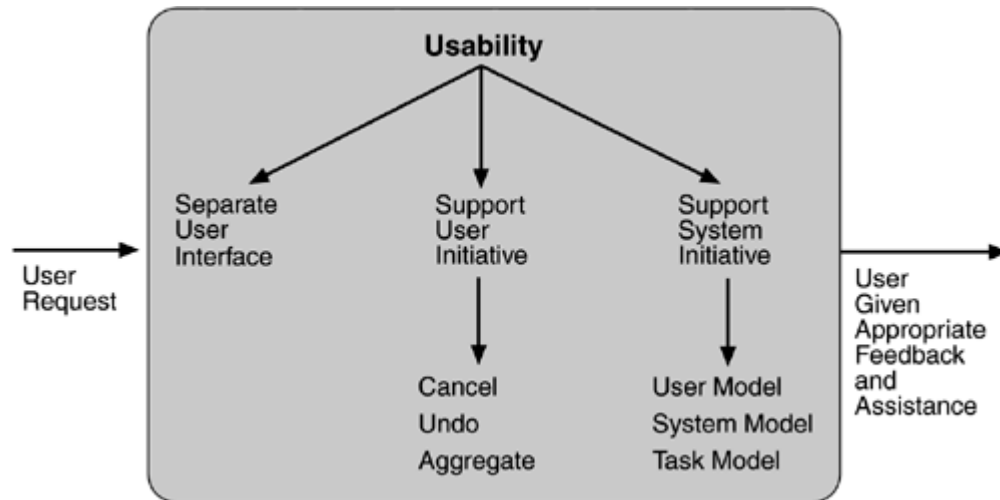 Usability
Separate
User
Interface
Support
User
Initiative
Support
System
Initiative
User
Request
User
Given
Appropriate
Feedback
and
Assistance
Cancel
Undo
Aggregate
User Model
System Model
Task Model